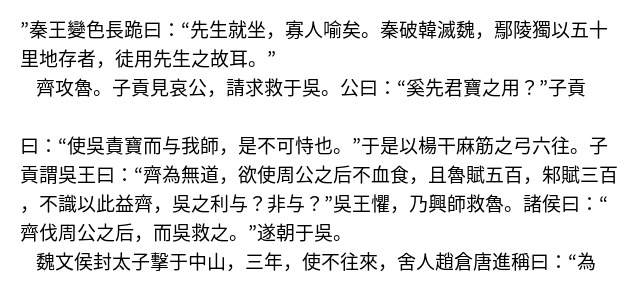 ”秦王變色長跪曰：“先生就坐，寡人喻矣。秦破韓滅魏，鄢陵獨以五十
里地存者，徒用先生之故耳。”
齊攻魯。子貢見哀公，請求救于吳。公曰：“奚先君寶之用？”子貢
曰：“使吳責寶而与我師，是不可恃也。”于是以楊干麻筋之弓六往。子
貢謂吳王曰：“齊為無道，欲使周公之后不血食，且魯賦五百，邾賦三百
，不識以此益齊，吳之利与？非与？”吳王懼，乃興師救魯。諸侯曰：“
齊伐周公之后，而吳救之。”遂朝于吳。
魏文侯封太子擊于中山，三年，使不往來，舍人趙倉唐進稱曰：“為